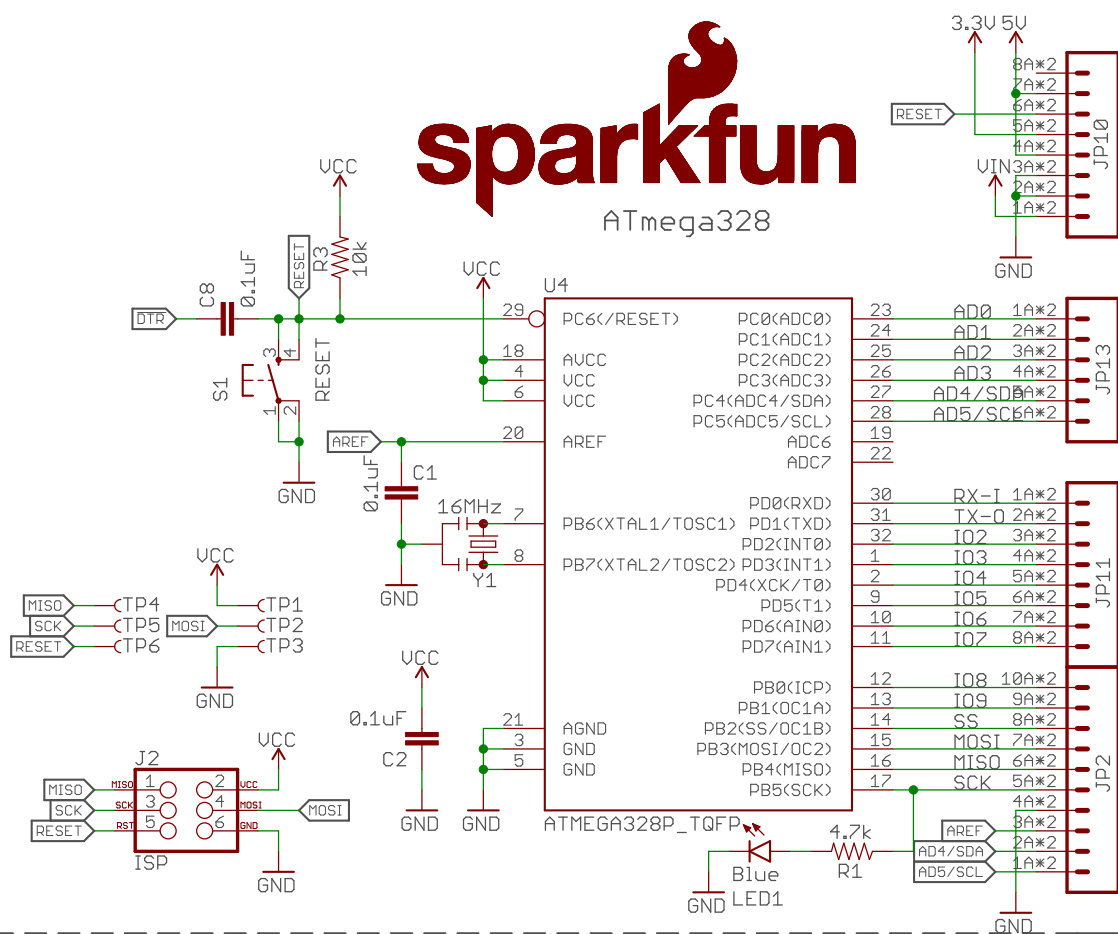 sparkfun
ATmega328
3.3V 5V
8A*2
7A*2
RESET 6A*2
5A*2
4A*2
VIN 3A*2
2A*2
1A*2
JP10
GND
VCC
R3
10k
RESET
C8
0.1uF
DTR
3 4
S1
RESET
1 2
GND
VCC
U4
29 PC6(/RESET)
18 AVCC
4 VCC
6 VCC
20 AREF
AREF
C1
0.1uF
GND
16MHz
Y1
7 PB6(XTAL1/TOSC1)
8 PB7(XTAL2/TOSC2)
21 AGND
3 GND
5 GND
GND
PC0(ADC0) 23 AD0 1A*2
PC1(ADC1) 24 AD1 2A*2
PC2(ADC2) 25 AD2 3A*2
PC3(ADC3) 26 AD3 4A*2
PC4(ADC4/SDA) 27 AD4/SDA 5A*2
PC5(ADC5/SCL) 28 AD5/SCL 6A*2
ADC6 19
ADC7 22
JP13
PD0(RXD) 30 RX-I 1A*2
PD1(TXD) 31 TX-O 2A*2
PD2(INT0) 32 IO2 3A*2
PD3(INT1) 1 IO3 4A*2
PD4(XCK/T0) 2 IO4 5A*2
PD5(T1) 9 IO5 6A*2
PD6(AIN0) 10 IO6 7A*2
PD7(AIN1) 11 IO7 8A*2
JP11
PB0(ICP) 12 IO8 10A*2
PB1(OC1A) 13 IO9 9A*2
PB2(SS/OC1B) 14 SS 8A*2
PB3(MOSI/OC2) 15 MOSI 7A*2
PB4(MISO) 16 MISO 6A*2
PB5(SCK) 17 SCK 5A*2
4A*2
AREF 3A*2
AD4/SDA 2A*2
AD5/SCL 1A*2
JP2
GND
ATMEGA328P_TQFP
4.7k
R1
Blue
LED1
GND
VCC
MISO TP4
SCK TP5
RESET TP6
TP1
MOSI TP2
TP3
GND
VCC
0.1uF
C2
GND
J2
VCC
MISO MISO 1 2 VCC
SCK SCK 3 4 MOSI MOSI
RESET RST 5 6 GND
ISP
GND